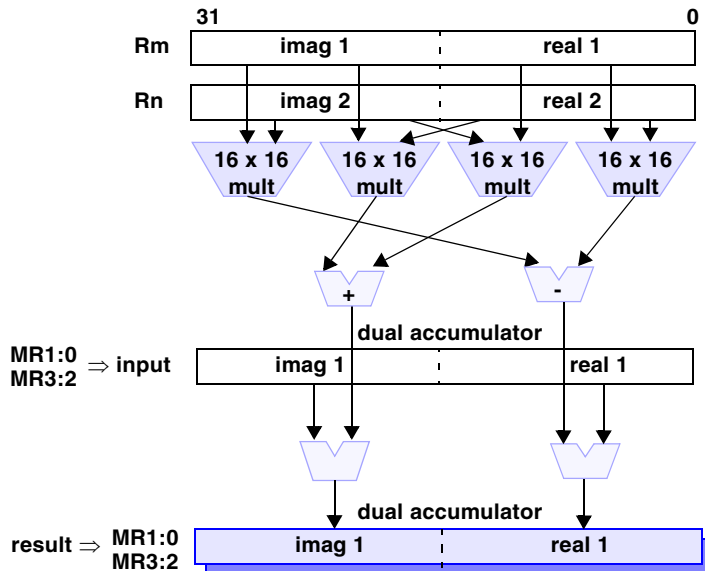 31 0
Rm imag 1 real 1
Rn imag 2 real 2
16 x 16 mult
16 x 16 mult
16 x 16 mult
16 x 16 mult
+ -
dual accumulator
MR1:0
MR3:2
⇒ input
imag 1 real 1
dual accumulator
result ⇒ MR1:0
MR3:2
imag 1 real 1